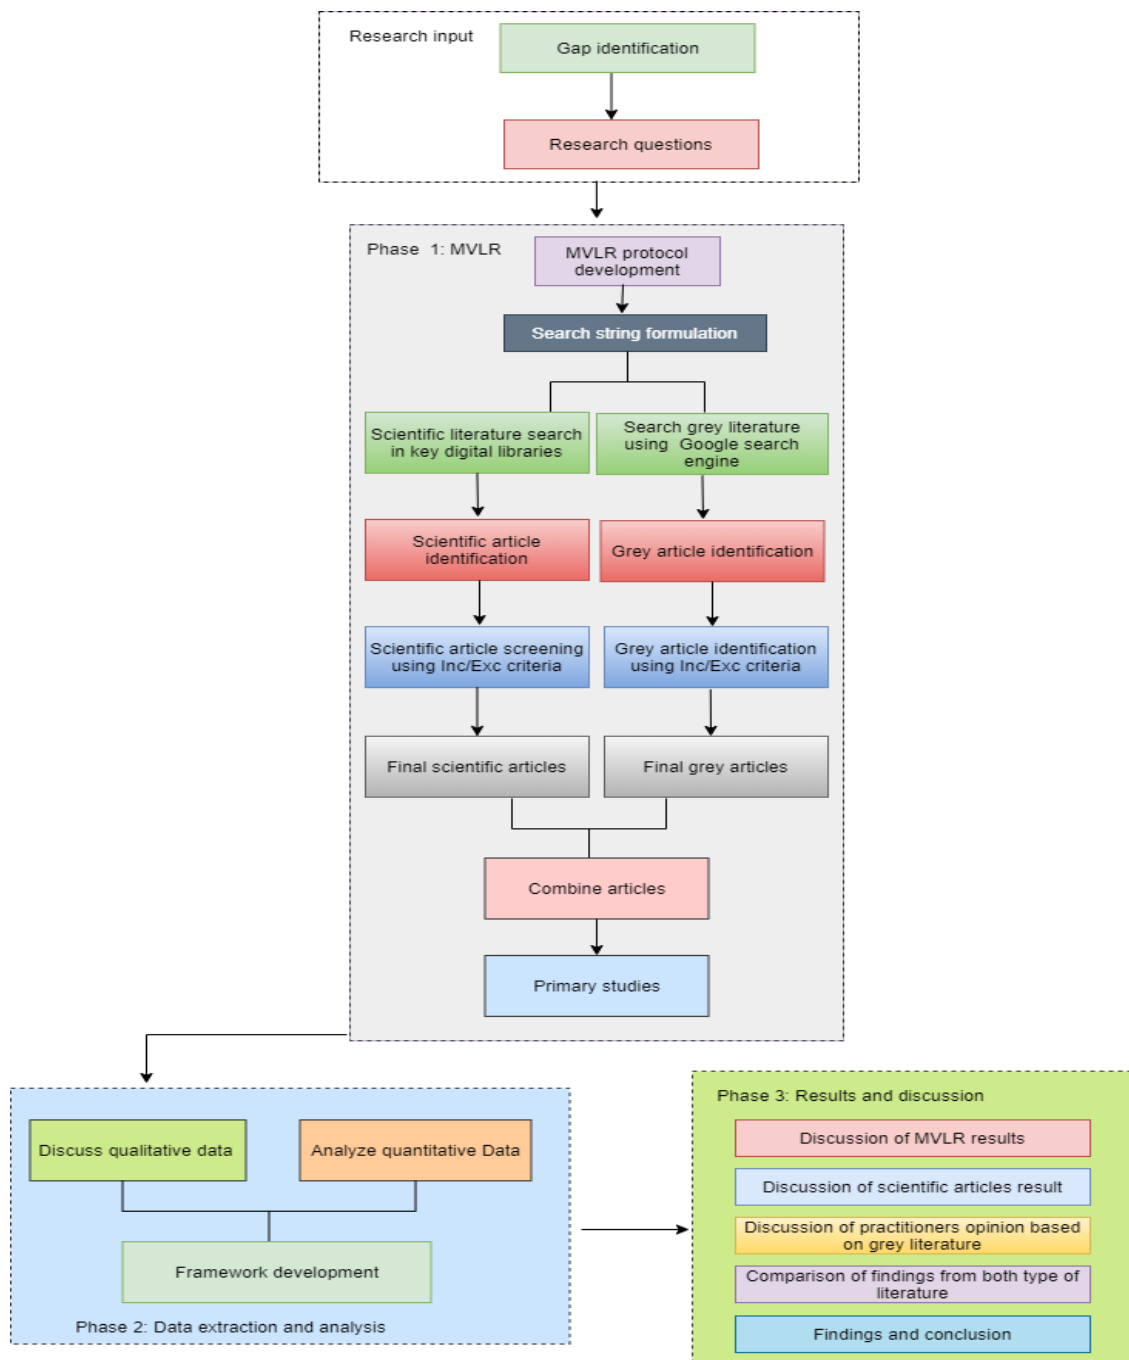 Research input
Gap identification
Research questions
Phase 1: MVLR
MVLR protocol
development
Search string formulation
Scientific literature search
in key digital libraries
Search grey literature
using Google search
engine
Scientific article
identification
Grey article identification
Scientific article screening
using Inc/Exc criteria
Grey article identification
using Inc/Exc criteria
Final scientific articles
Final grey articles
Combine articles
Primary studies
Discuss qualitative data
Analyze quantitative Data
Framework development
Phase 2: Data extraction and analysis
Phase 3: Results and discussion
Discussion of MVLR results
Discussion of scientific articles result
Discussion of practitioners opinion based
on grey literature
Comparison of findings from both type of
literature
Findings and conclusion